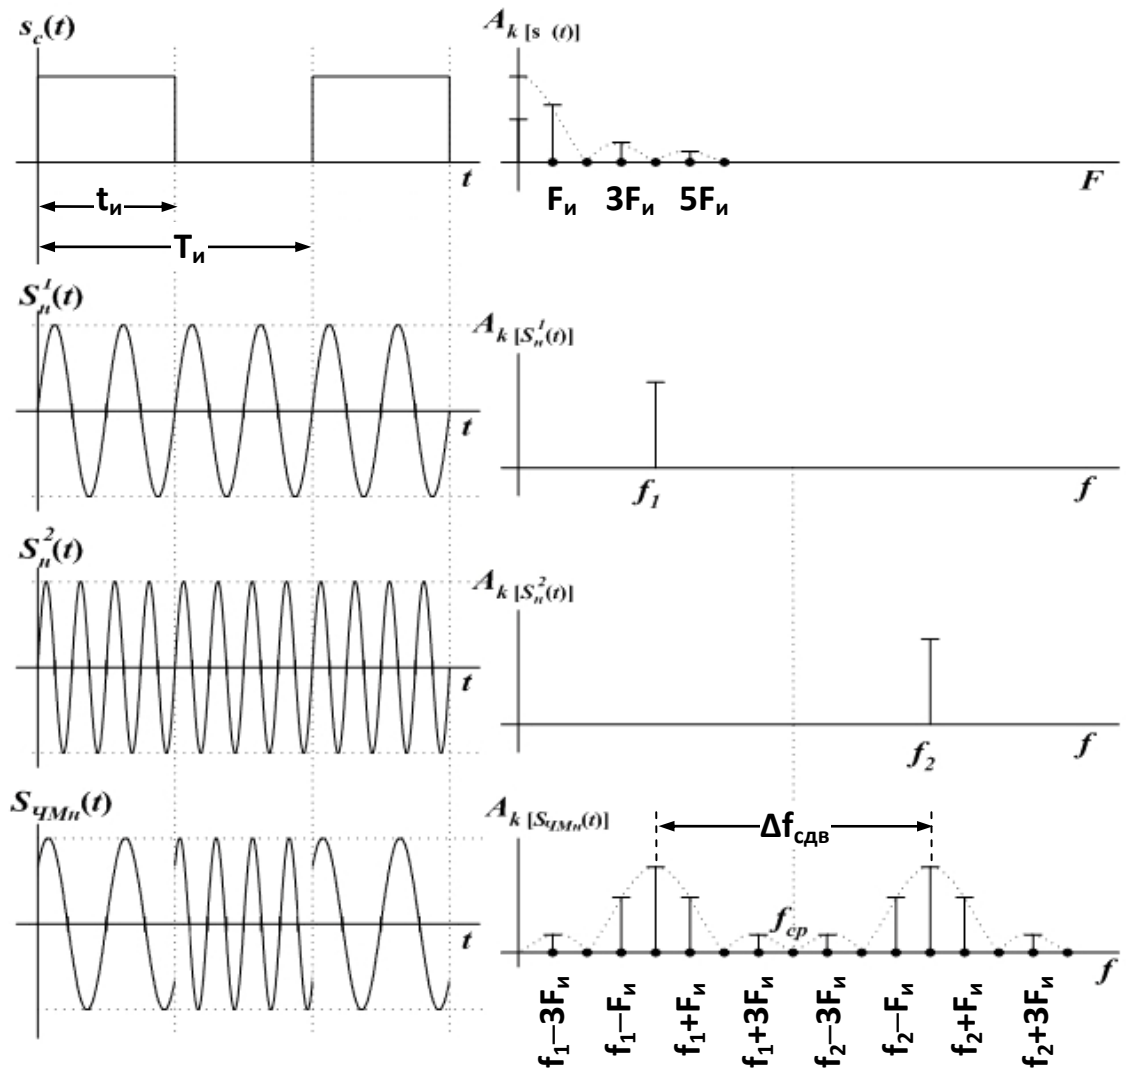 s_c(t)
A_k [s (t)]
t
F
F_и 3F_и 5F_и
t_и
T_и
S_н^1(t)
A_k [S_н^1(t)]
t
f_1
f
S_н^2(t)
A_k [S_н^2(t)]
t
f_2
f
S_ЧМн(t)
A_k [S_ЧМн(t)]
Δf_сдв
f_ср
t
f
f_1–3F_и
f_1–F_и
f_1+F_и
f_1+3F_и
f_2–3F_и
f_2–F_и
f_2+F_и
f_2+3F_и